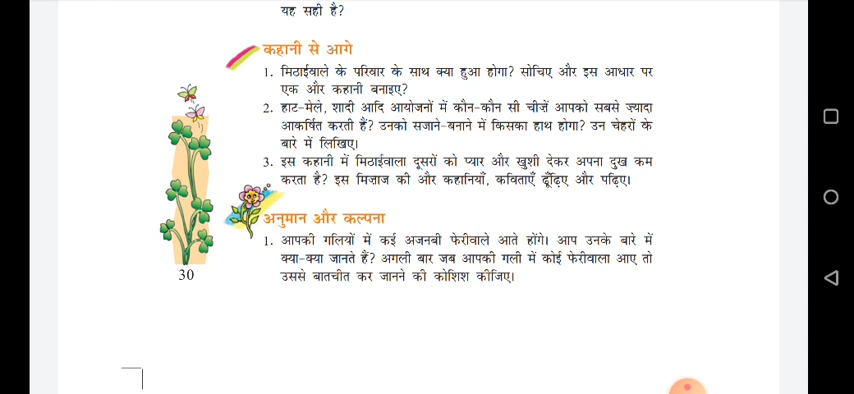 यह सही है?
कहानी से आगे
1. मिठाईवाले के परिवार के साथ क्या हुआ होगा? सोचिए और इस आधार पर
एक और कहानी बनाइए?
2. हाट-मेले, शादी आदि आयोजनों में कौन-कौन सी चीज़ें आपको सबसे ज़्यादा
आकर्षित करती हैं? उनको सजाने-बनाने में किसका हाथ होगा? उन चेहरों के
बारे में लिखिए।
3. इस कहानी में मिठाईवाला दूसरों को प्यार और खुशी देकर अपना दुख कम
करता है? इस मिज़ाज की और कहानियाँ, कविताएँ ढूँढ़िए और पढ़िए।
अनुमान और कल्पना
1. आपकी गलियों में कई अजनबी फेरीवाले आते होंगे। आप उनके बारे में
क्या-क्या जानते हैं? अगली बार जब आपकी गली में कोई फेरीवाला आए तो
उससे बातचीत कर जानने की कोशिश कीजिए।
30